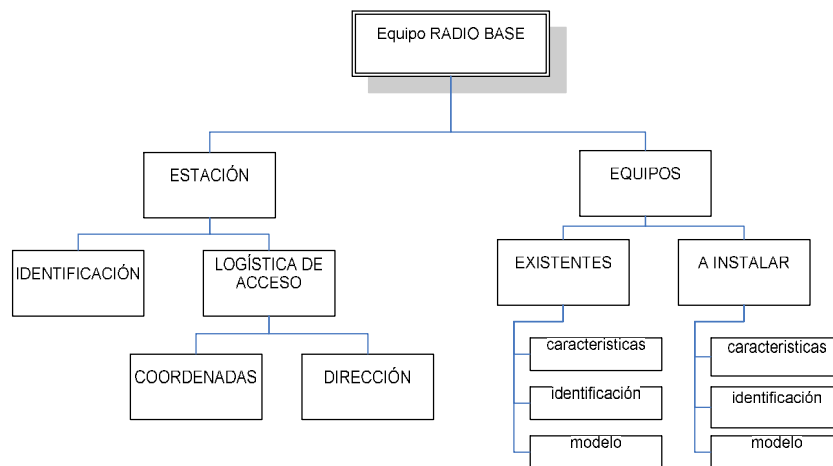 Equipo RADIO BASE
ESTACIÓN
EQUIPOS
IDENTIFICACIÓN
LOGÍSTICA DE
ACCESO
EXISTENTES
A INSTALAR
COORDENADAS
DIRECCIÓN
caracteristicas
identificación
modelo
caracteristicas
identificación
modelo